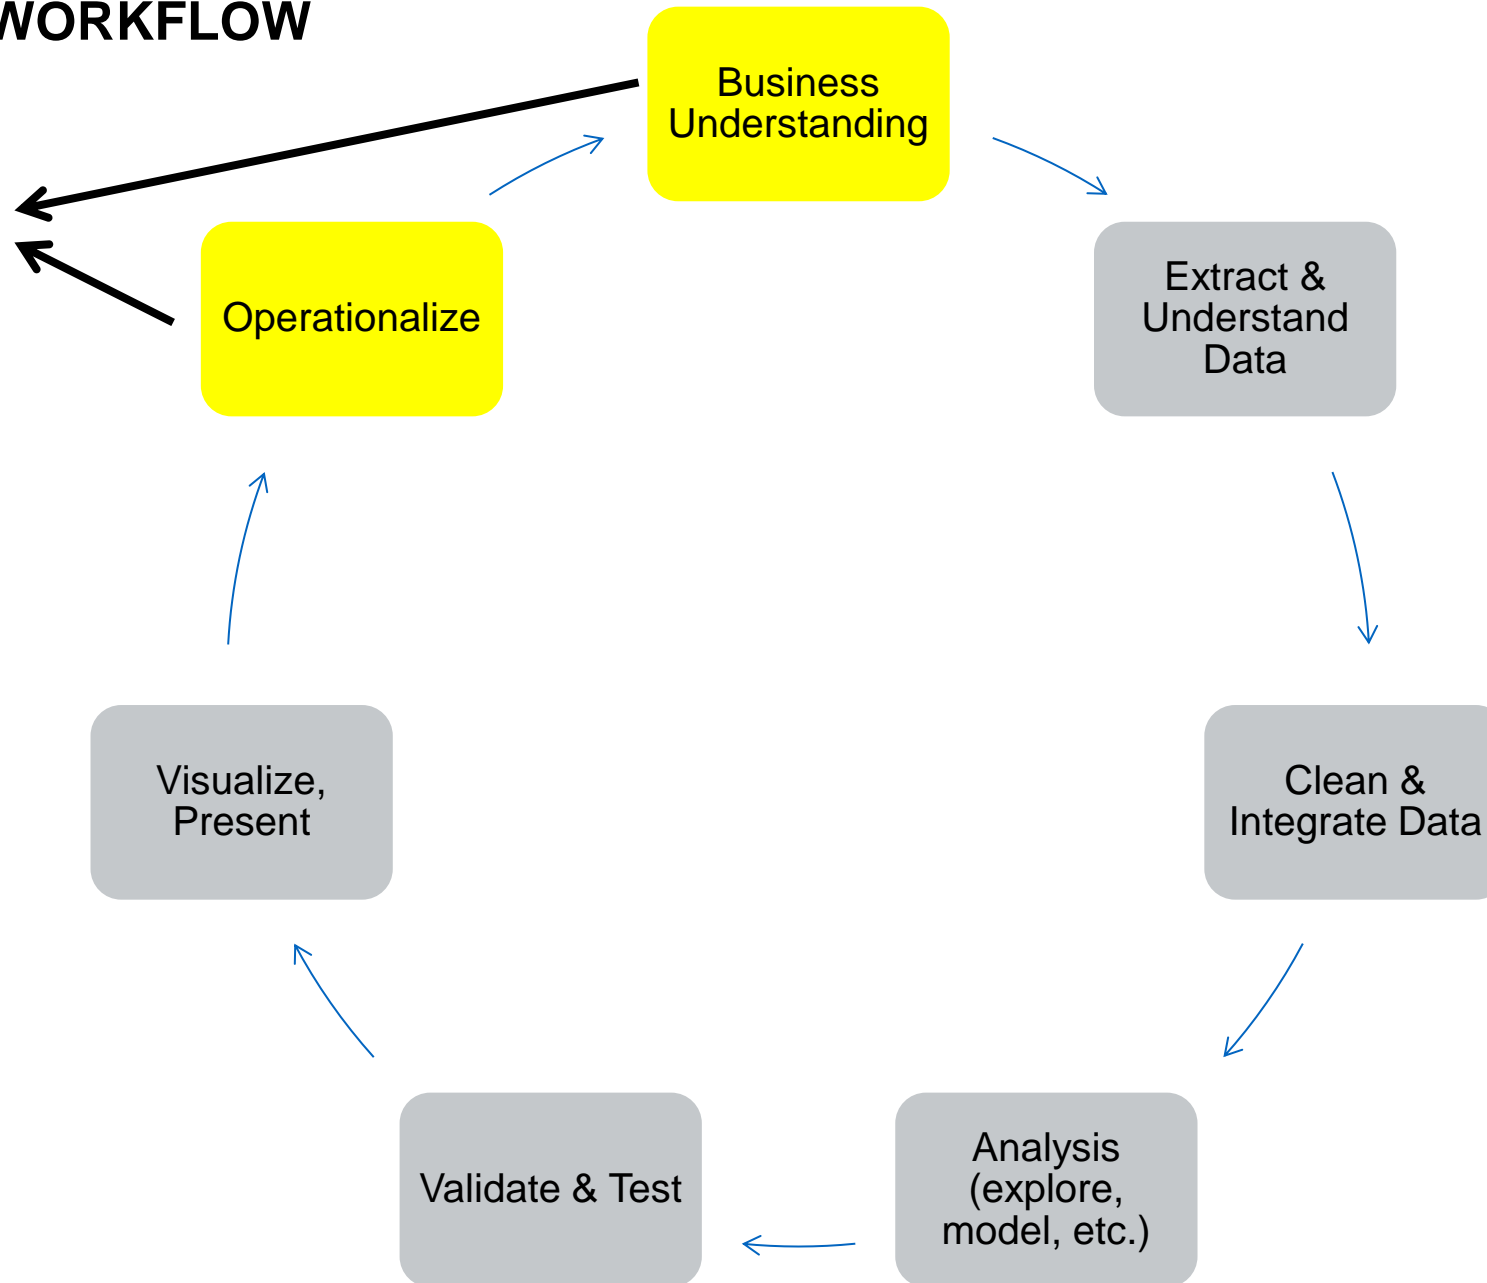 WORKFLOW
Business
Understanding
Extract &
Understand
Data
Clean &
Integrate Data
Analysis
(explore,
model, etc.)
Validate & Test
Visualize,
Present
Operationalize